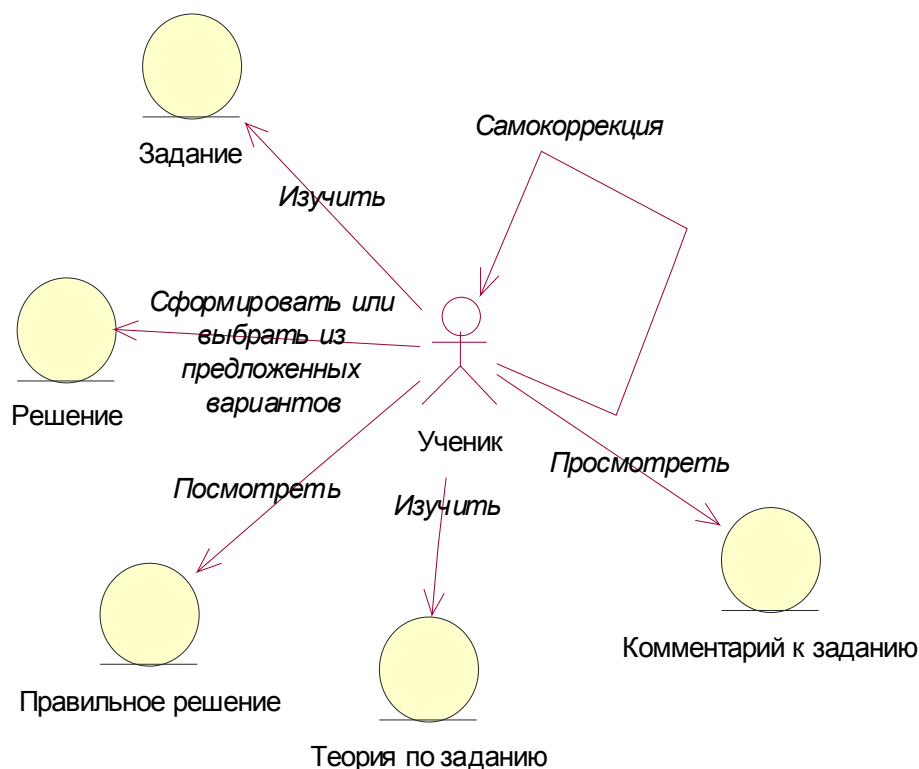 Самокоррекция
Задание
Изучить
Сформировать или
выбрать из
предложенных
вариантов
Решение
Ученик
Посмотреть
Изучить
Просмотреть
Комментарий к заданию
Правильное решение
Теория по заданию